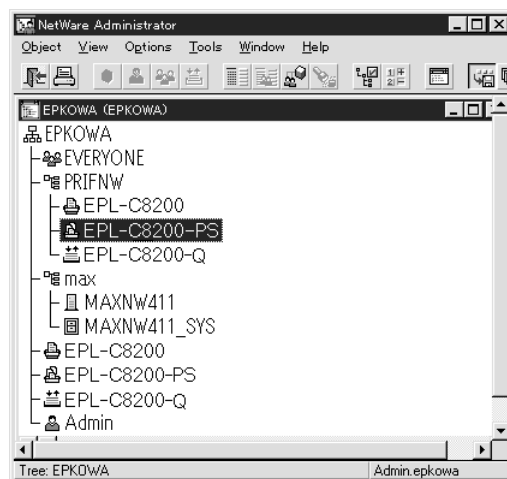 NetWare Administrator
Object View Options Tools Window Help
EPKOWA (EPKOWA)
EPKOWA
EVERYONE
PRIFNW
EPL-C8200
EPL-C8200-PS
EPL-C8200-Q
max
MAXNW411
MAXNW411_SYS
EPL-C8200
EPL-C8200-PS
EPL-C8200-Q
Admin
Tree: EPKOWA Admin.epkowa